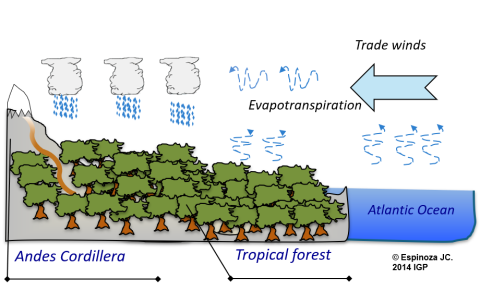 Trade winds
Evapotranspiration
Atlantic Ocean
Andes Cordillera
Tropical forest
© Espinoza JC.
2014 IGP